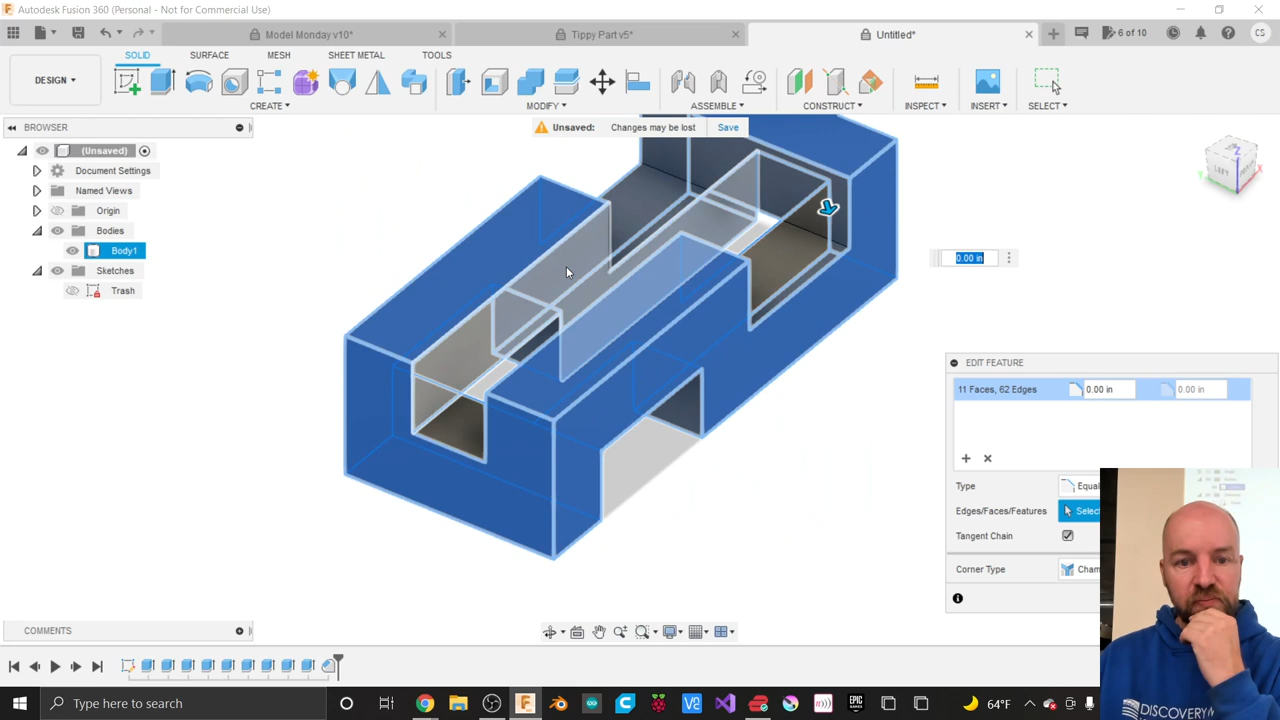 Autodesk Fusion 360 (Personal - Not for Commercial Use)
Model Monday v10*
Tippy Part v5*
Untitled*
6 of 10
CS
SOLID
SURFACE
MESH
SHEET METAL
TOOLS
DESIGN
CREATE
MODIFY
ASSEMBLE
CONSTRUCT
INSPECT
INSERT
SELECT
BROWSER
Unsaved: Changes may be lost Save
(Unsaved)
Document Settings
Named Views
Origin
Bodies
Body1
Sketches
Trash
LEFT
Z
Y
X
0.00 in
EDIT FEATURE
11 Faces, 62 Edges 0.00 in 0.00 in
Type Equal
Edges/Faces/Features Select
Tangent Chain
Corner Type Cham
COMMENTS
Type here to search
64°F
EPIC GAMES
DISCOVERY